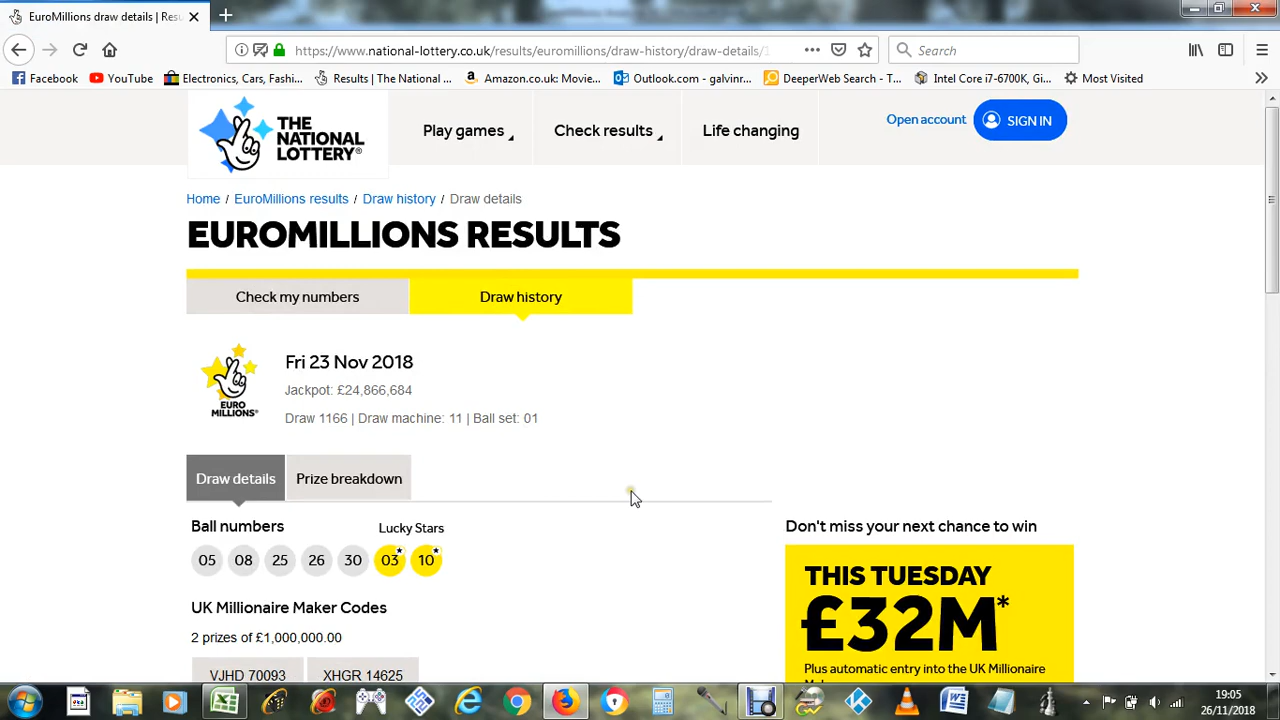 EuroMillions draw details | Resu
https://www.national-lottery.co.uk/results/euromillions/draw-history/draw-details/1
Search
Facebook
YouTube
Electronics, Cars, Fashi...
Results | The National ...
Amazon.co.uk: Movie...
Outlook.com - galvinr...
DeeperWeb Search - T...
Intel Core i7-6700K, Gi...
Most Visited
THE NATIONAL LOTTERY®
Play games
Check results
Life changing
Open account
SIGN IN
Home / EuroMillions results / Draw history / Draw details
EUROMILLIONS RESULTS
Check my numbers
Draw history
EURO MILLIONS®
Fri 23 Nov 2018
Jackpot: £24,866,684
Draw 1166 | Draw machine: 11 | Ball set: 01
Draw details
Prize breakdown
Ball numbers
Lucky Stars
05 08 25 26 30 03 10
UK Millionaire Maker Codes
2 prizes of £1,000,000.00
VJHD 70093
XHGR 14625
Don't miss your next chance to win
THIS TUESDAY
£32M*
Plus automatic entry into the UK Millionaire
19:05
26/11/2018